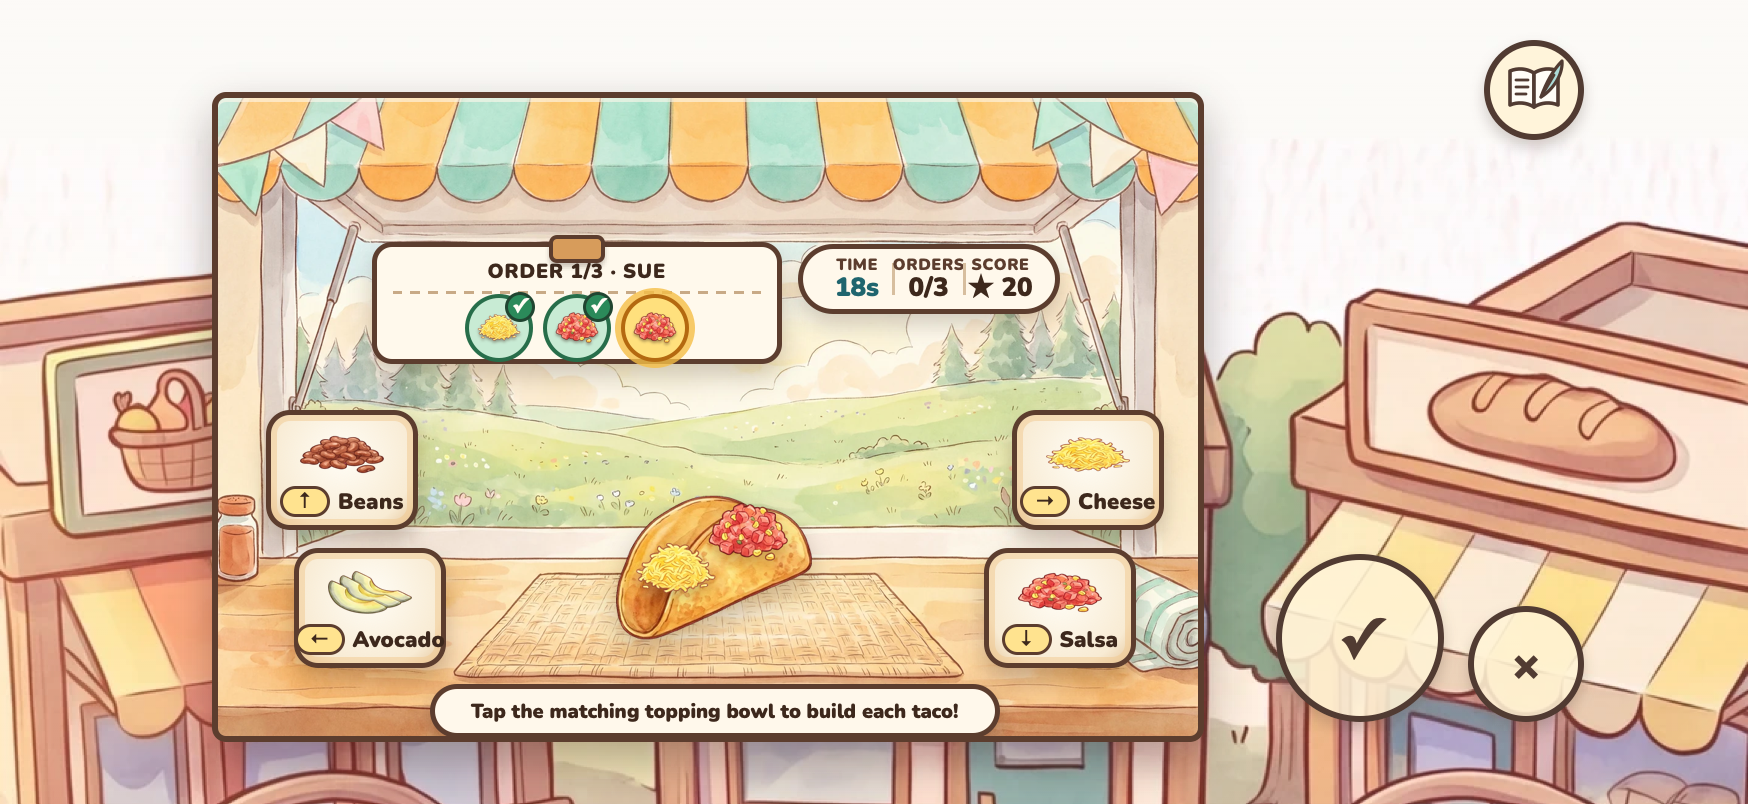 ORDER 1/3 · SUE
TIME ORDERS SCORE
18s 0/3 ★ 20
↑ Beans
→ Cheese
← Avocado
↓ Salsa
Tap the matching topping bowl to build each taco!